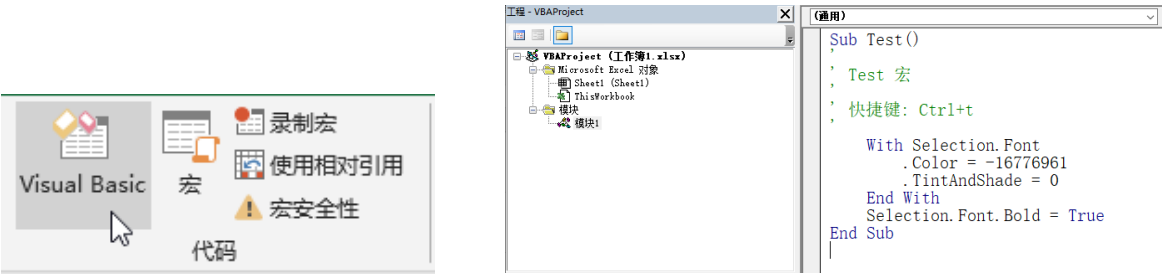 Visual Basic
宏
录制宏
使用相对引用
宏安全性
代码
工程 - VBAProject
VBAProject (工作簿1.xlsx)
Microsoft Excel 对象
Sheet1 (Sheet1)
ThisWorkbook
模块
模块1
(通用)
Sub Test()
'
' Test 宏
'
' 快捷键: Ctrl+t
'
With Selection.Font
.Color = -16776961
.TintAndShade = 0
End With
Selection.Font.Bold = True
End Sub